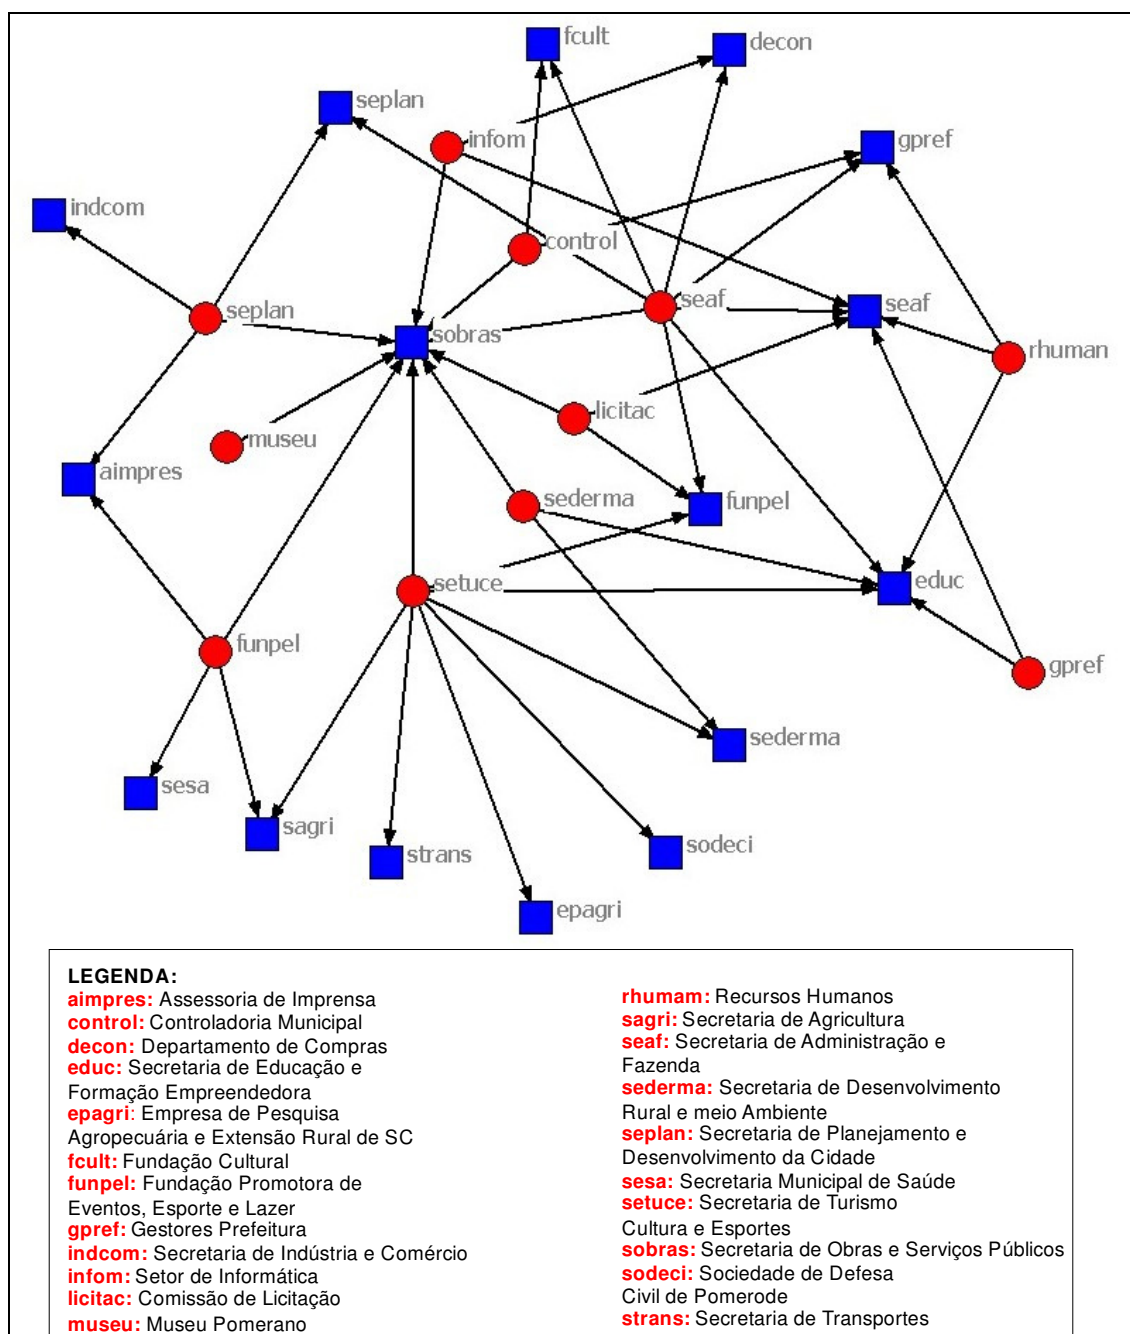 fcult
decon
seplan
infom
gpref
indcom
control
seplan
seaf
seaf
sobras
rhuman
licitac
museu
aimpres
sederma
funpel
setuce
educ
funpel
gpref
sederma
sesa
sagri
strans
sodeci
epagri
LEGENDA:
aimpres: Assessoria de Imprensa
control: Controladoria Municipal
decon: Departamento de Compras
educ: Secretaria de Educação e
Formação Empreendedora
epagri: Empresa de Pesquisa
Agropecuária e Extensão Rural de SC
fcult: Fundação Cultural
funpel: Fundação Promotora de
Eventos, Esporte e Lazer
gpref: Gestores Prefeitura
indcom: Secretaria de Indústria e Comércio
infom: Setor de Informática
licitac: Comissão de Licitação
museu: Museu Pomerano
rhumam: Recursos Humanos
sagri: Secretaria de Agricultura
seaf: Secretaria de Administração e
Fazenda
sederma: Secretaria de Desenvolvimento
Rural e meio Ambiente
seplan: Secretaria de Planejamento e
Desenvolvimento da Cidade
sesa: Secretaria Municipal de Saúde
setuce: Secretaria de Turismo
Cultura e Esportes
sobras: Secretaria de Obras e Serviços Públicos
sodeci: Sociedade de Defesa
Civil de Pomerode
strans: Secretaria de Transportes